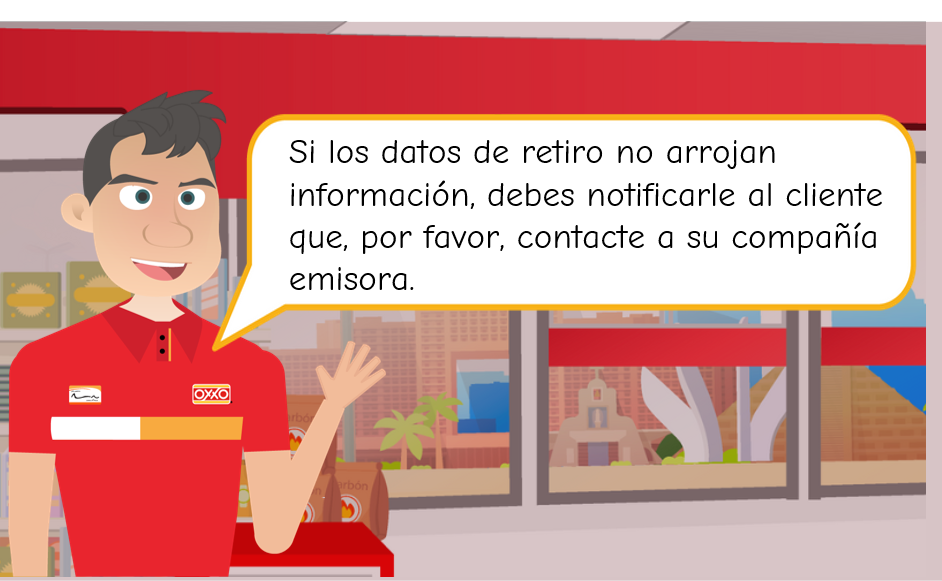 Si los datos de retiro no arrojan
información, debes notificarle al cliente
que, por favor, contacte a su compañía
emisora.
OXXO
arbón
arbón